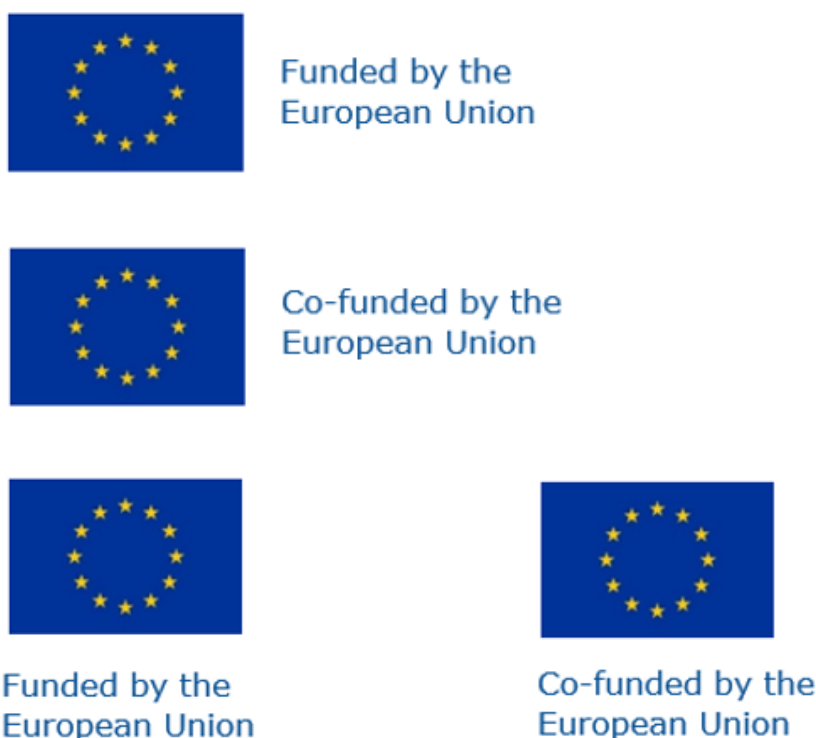 Funded by the
European Union
Co-funded by the
European Union
Funded by the
European Union
Co-funded by the
European Union